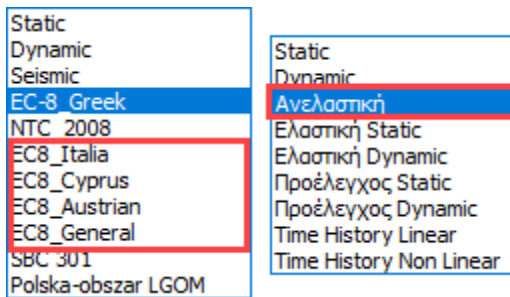 Static
Dynamic
Seismic
EC-8_Greek
NTC_2008
EC8_Italia
EC8_Cyprus
EC8_Austrian
EC8_General
SBC 301
Polska-obszar LGOM
Static
Dynamic
Ανελαστική
Ελαστική Static
Ελαστική Dynamic
Προέλεγχος Static
Προέλεγχος Dynamic
Time History Linear
Time History Non Linear